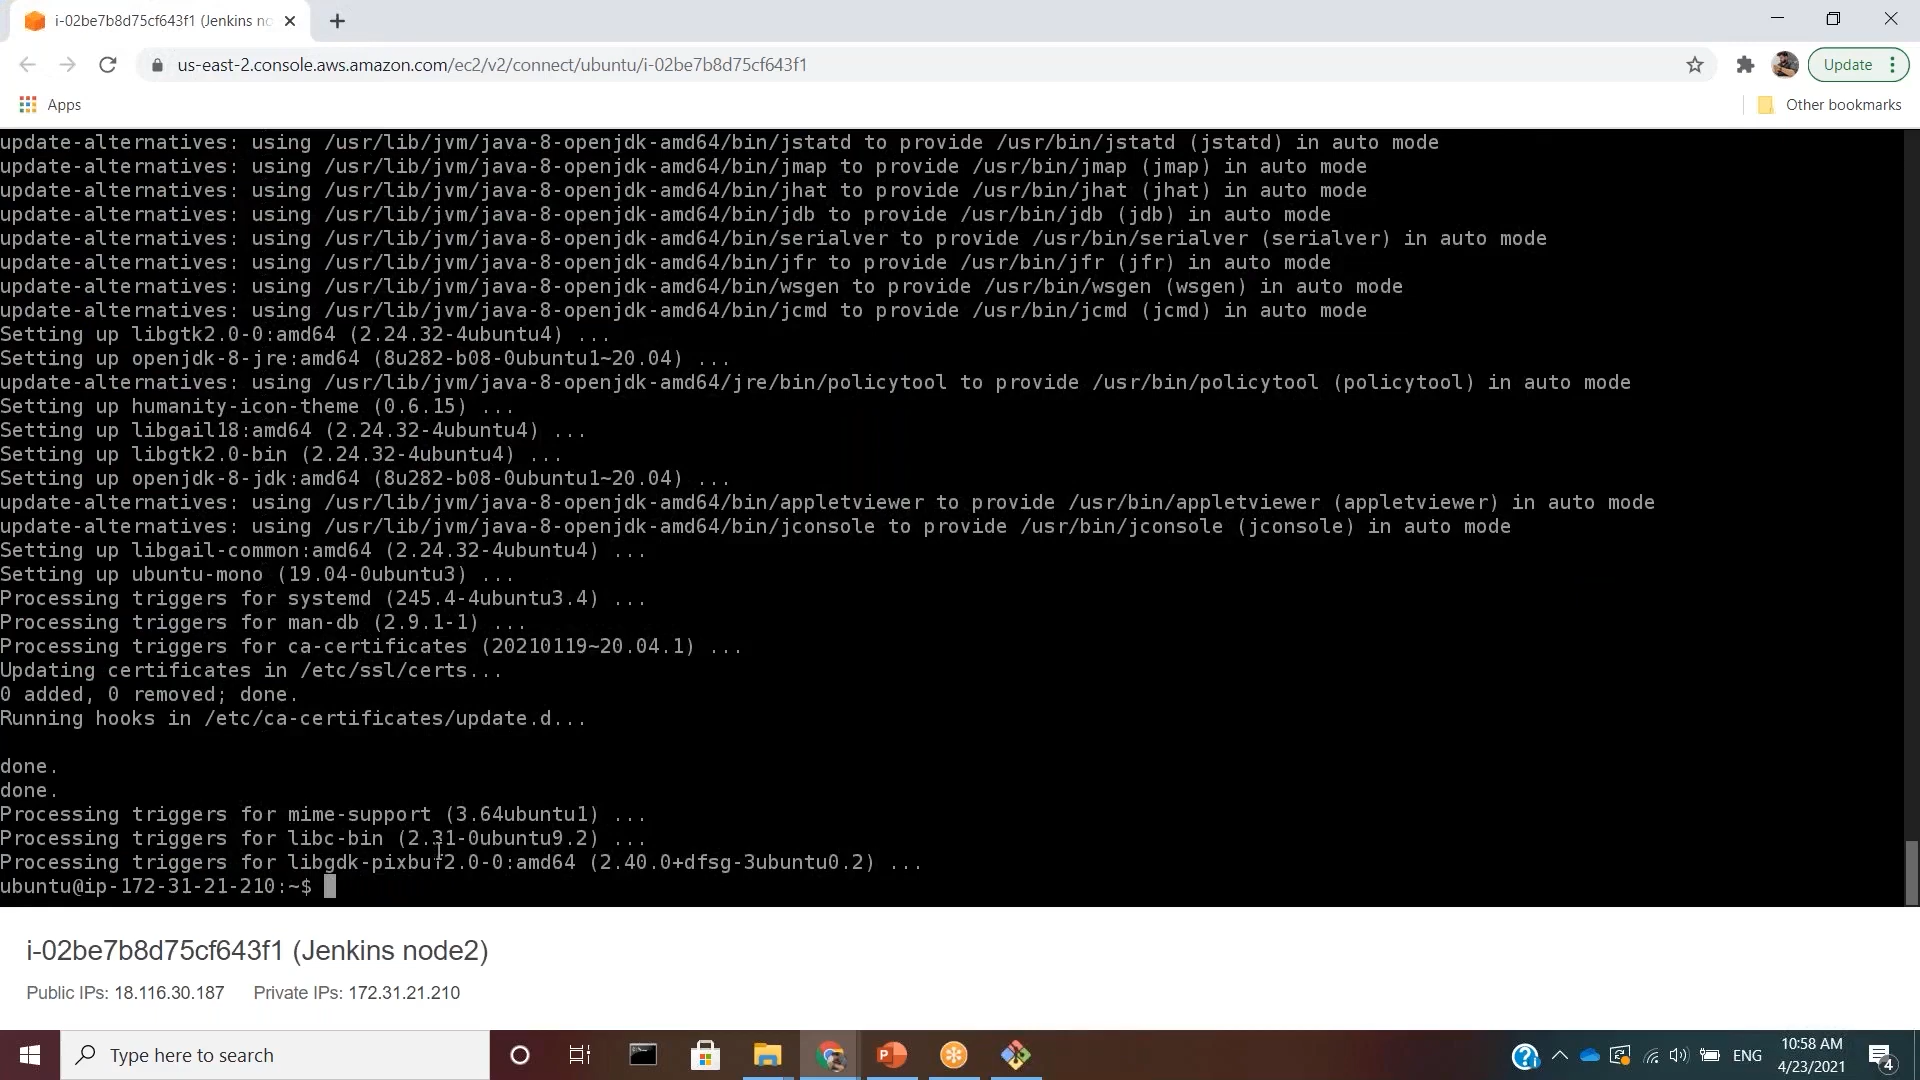 i-02be7b8d75cf643f1 (Jenkins no
us-east-2.console.aws.amazon.com/ec2/v2/connect/ubuntu/i-02be7b8d75cf643f1
Update
Apps
Other bookmarks
update-alternatives: using /usr/lib/jvm/java-8-openjdk-amd64/bin/jstatd to provide /usr/bin/jstatd (jstatd) in auto mode
update-alternatives: using /usr/lib/jvm/java-8-openjdk-amd64/bin/jmap to provide /usr/bin/jmap (jmap) in auto mode
update-alternatives: using /usr/lib/jvm/java-8-openjdk-amd64/bin/jhat to provide /usr/bin/jhat (jhat) in auto mode
update-alternatives: using /usr/lib/jvm/java-8-openjdk-amd64/bin/jdb to provide /usr/bin/jdb (jdb) in auto mode
update-alternatives: using /usr/lib/jvm/java-8-openjdk-amd64/bin/serialver to provide /usr/bin/serialver (serialver) in auto mode
update-alternatives: using /usr/lib/jvm/java-8-openjdk-amd64/bin/jfr to provide /usr/bin/jfr (jfr) in auto mode
update-alternatives: using /usr/lib/jvm/java-8-openjdk-amd64/bin/wsgen to provide /usr/bin/wsgen (wsgen) in auto mode
update-alternatives: using /usr/lib/jvm/java-8-openjdk-amd64/bin/jcmd to provide /usr/bin/jcmd (jcmd) in auto mode
Setting up libgtk2.0-0:amd64 (2.24.32-4ubuntu4) ...
Setting up openjdk-8-jre:amd64 (8u282-b08-0ubuntu1~20.04) ...
update-alternatives: using /usr/lib/jvm/java-8-openjdk-amd64/jre/bin/policytool to provide /usr/bin/policytool (policytool) in auto mode
Setting up humanity-icon-theme (0.6.15) ...
Setting up libgail18:amd64 (2.24.32-4ubuntu4) ...
Setting up libgtk2.0-bin (2.24.32-4ubuntu4) ...
Setting up openjdk-8-jdk:amd64 (8u282-b08-0ubuntu1~20.04) ...
update-alternatives: using /usr/lib/jvm/java-8-openjdk-amd64/bin/appletviewer to provide /usr/bin/appletviewer (appletviewer) in auto mode
update-alternatives: using /usr/lib/jvm/java-8-openjdk-amd64/bin/jconsole to provide /usr/bin/jconsole (jconsole) in auto mode
Setting up libgail-common:amd64 (2.24.32-4ubuntu4) ...
Setting up ubuntu-mono (19.04-0ubuntu3) ...
Processing triggers for systemd (245.4-4ubuntu3.4) ...
Processing triggers for man-db (2.9.1-1) ...
Processing triggers for ca-certificates (20210119~20.04.1) ...
Updating certificates in /etc/ssl/certs...
0 added, 0 removed; done.
Running hooks in /etc/ca-certificates/update.d...
done.
done.
Processing triggers for mime-support (3.64ubuntu1) ...
Processing triggers for libc-bin (2.31-0ubuntu9.2) ...
Processing triggers for libgdk-pixbuf2.0-0:amd64 (2.40.0+dfsg-3ubuntu0.2) ...
ubuntu@ip-172-31-21-210:~$
i-02be7b8d75cf643f1 (Jenkins node2)
Public IPs: 18.116.30.187 Private IPs: 172.31.21.210
Type here to search
ENG
10:58 AM
4/23/2021
4